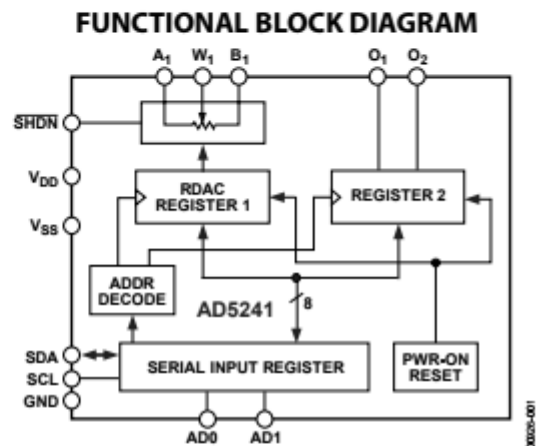 FUNCTIONAL BLOCK DIAGRAM
A1 W1 B1 O1 O2
SHDN
VDD
RDAC
REGISTER 1
REGISTER 2
VSS
ADDR
DECODE
AD5241
8
SDA
SERIAL INPUT REGISTER
PWR-ON
RESET
SCL
GND
AD0 AD1